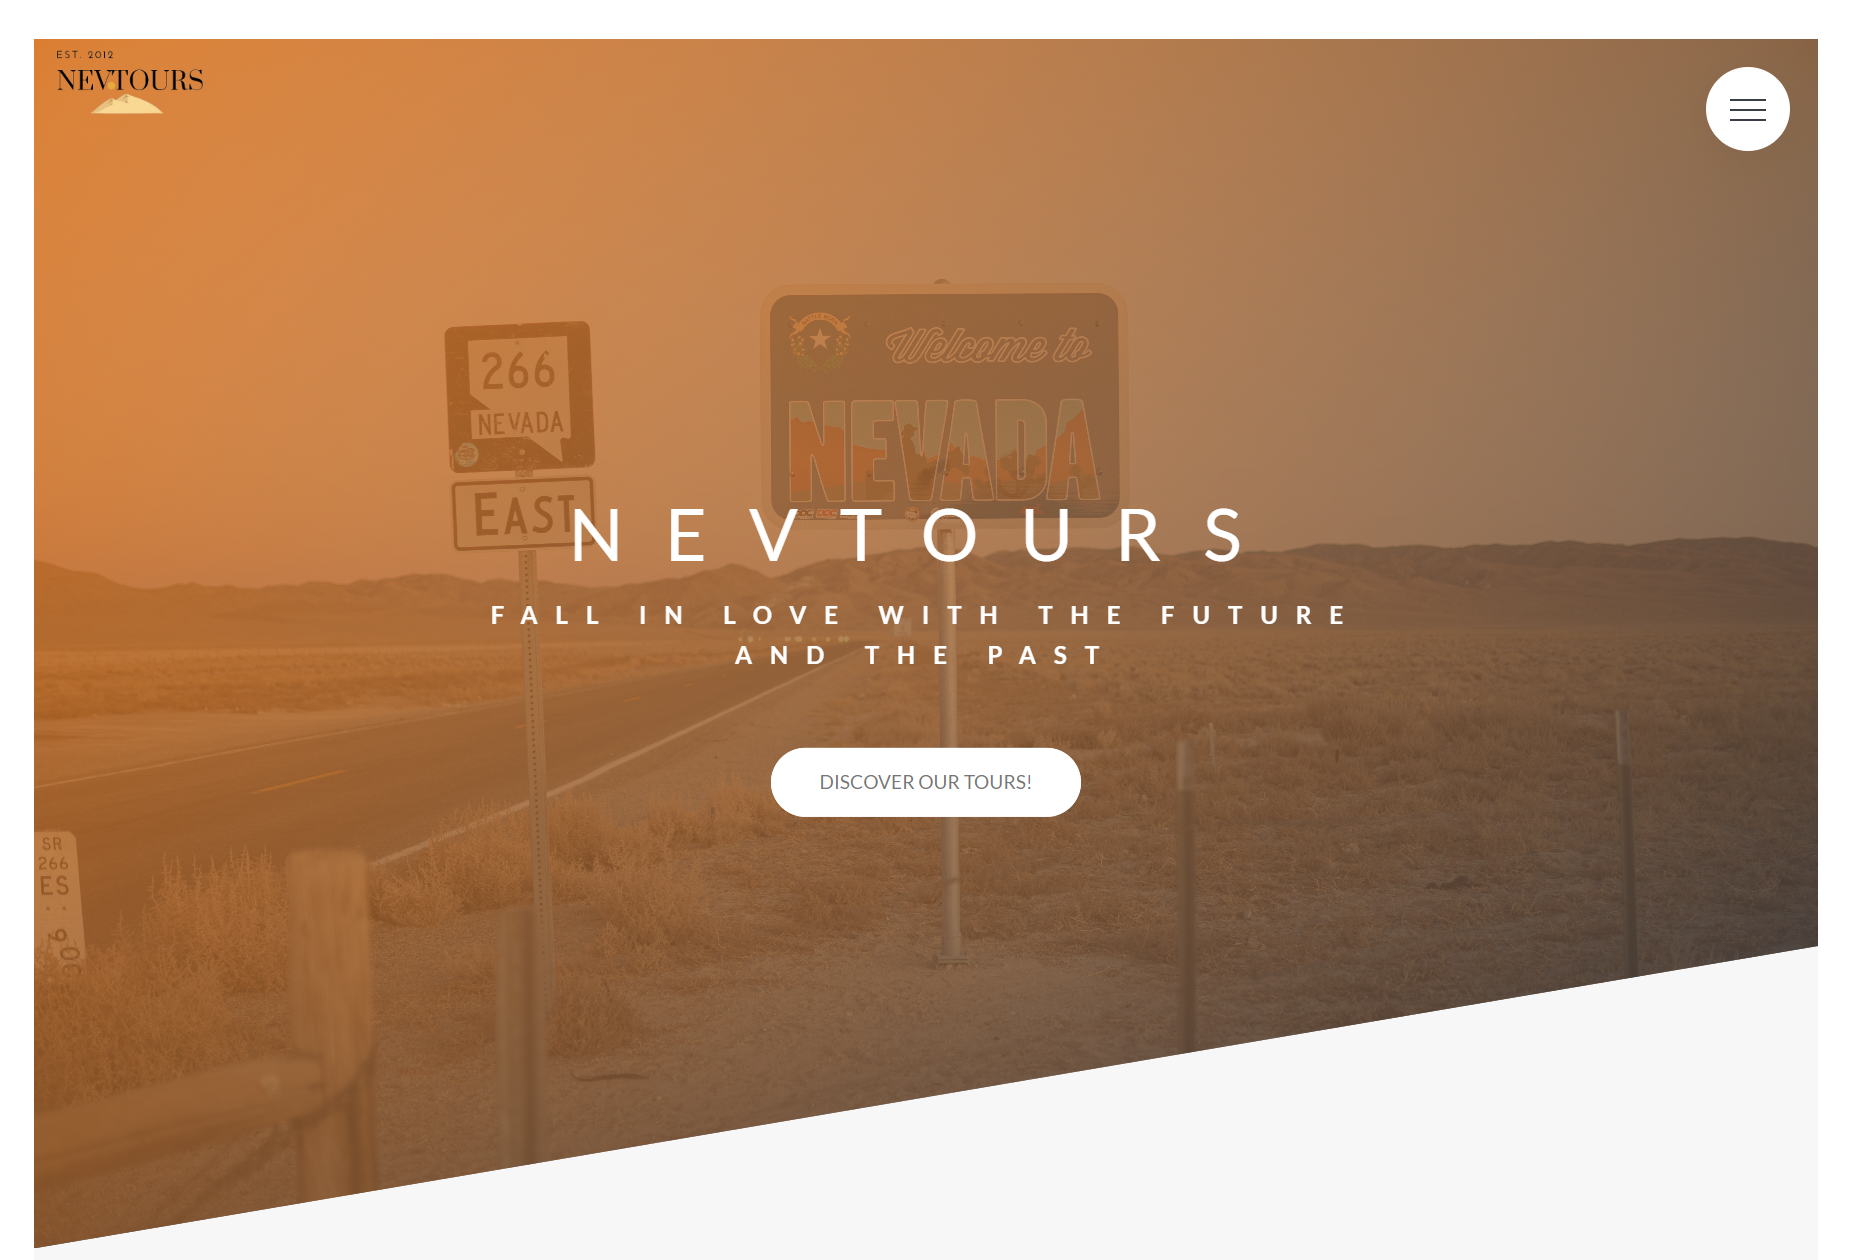 EST. 2012
NEVTOURS
Welcome to
266
NEVADA
NEVADA
EAST
NEVTOURS
FALL IN LOVE WITH THE FUTURE
AND THE PAST
DISCOVER OUR TOURS!
SR
266
ES